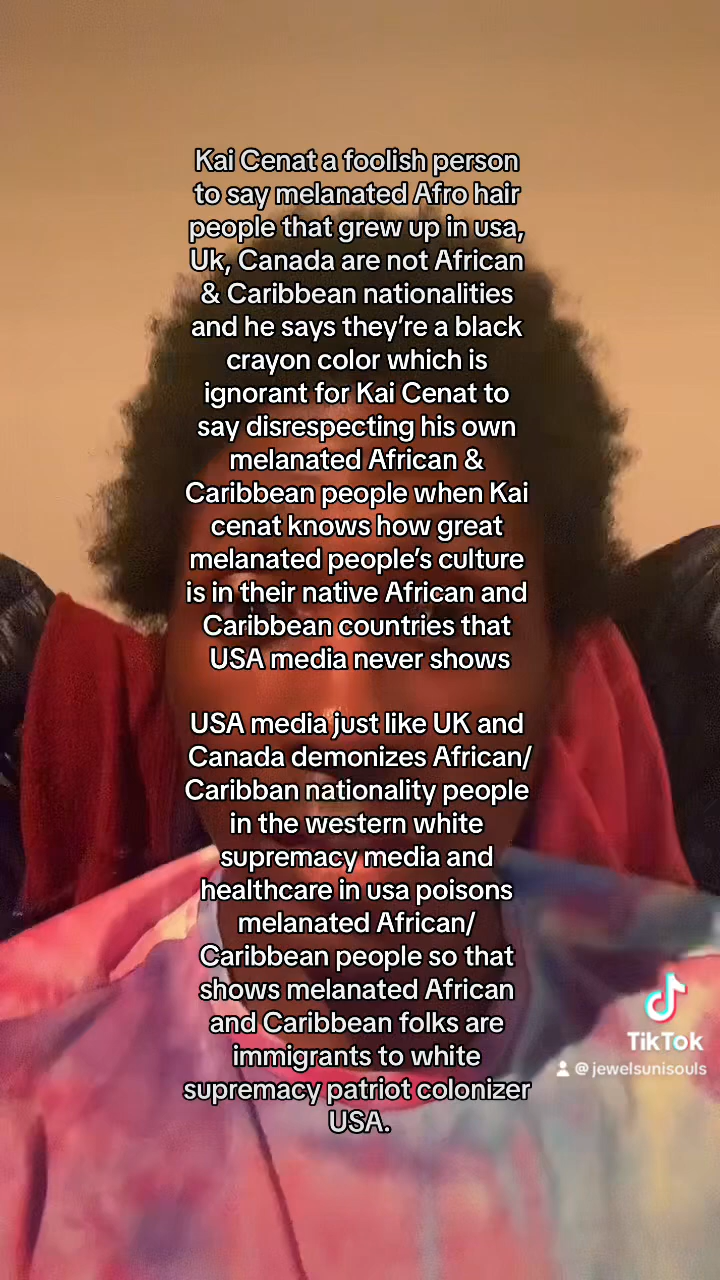 Kai Cenat a foolish person
to say melanated Afro hair
people that grew up in usa,
Uk, Canada are not African
& Caribbean nationalities
and he says they’re a black
crayon color which is
ignorant for Kai Cenat to
say disrespecting his own
melanated African &
Caribbean people when Kai
cenat knows how great
melanated people’s culture
is in their native African and
Caribbean countries that
USA media never shows
USA media just like UK and
Canada demonizes African/
Caribban nationality people
in the western white
supremacy media and
healthcare in usa poisons
melanated African/
Caribbean people so that
shows melanated African
and Caribbean folks are
immigrants to white
supremacy patriot colonizer
USA.
TikTok
@jewelsunisouls